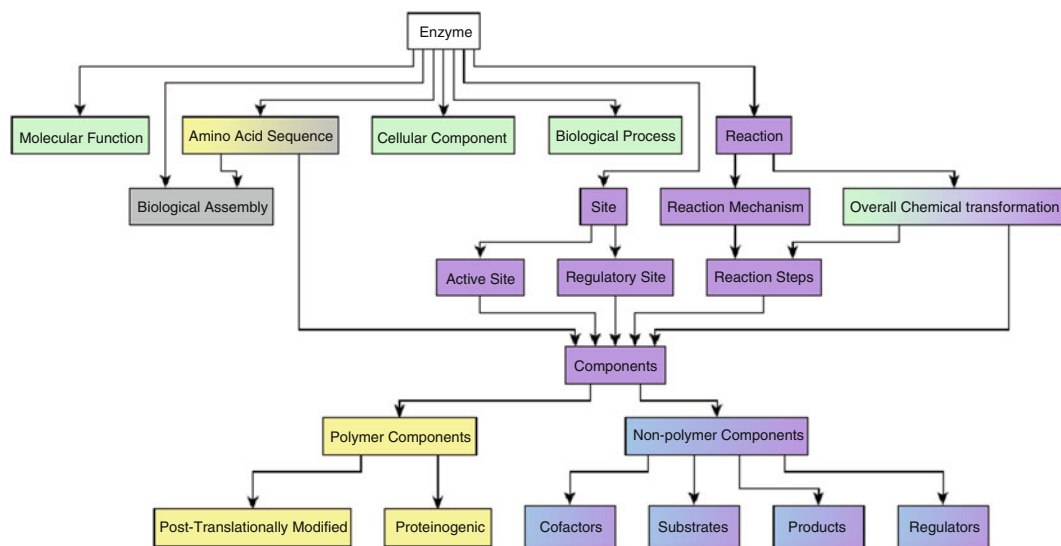 Enzyme
Molecular Function
Amino Acid Sequence
Cellular Component
Biological Process
Reaction
Biological Assembly
Site
Reaction Mechanism
Overall Chemical transformation
Active Site
Regulatory Site
Reaction Steps
Components
Polymer Components
Non-polymer Components
Post-Translationally Modified
Proteinogenic
Cofactors
Substrates
Products
Regulators